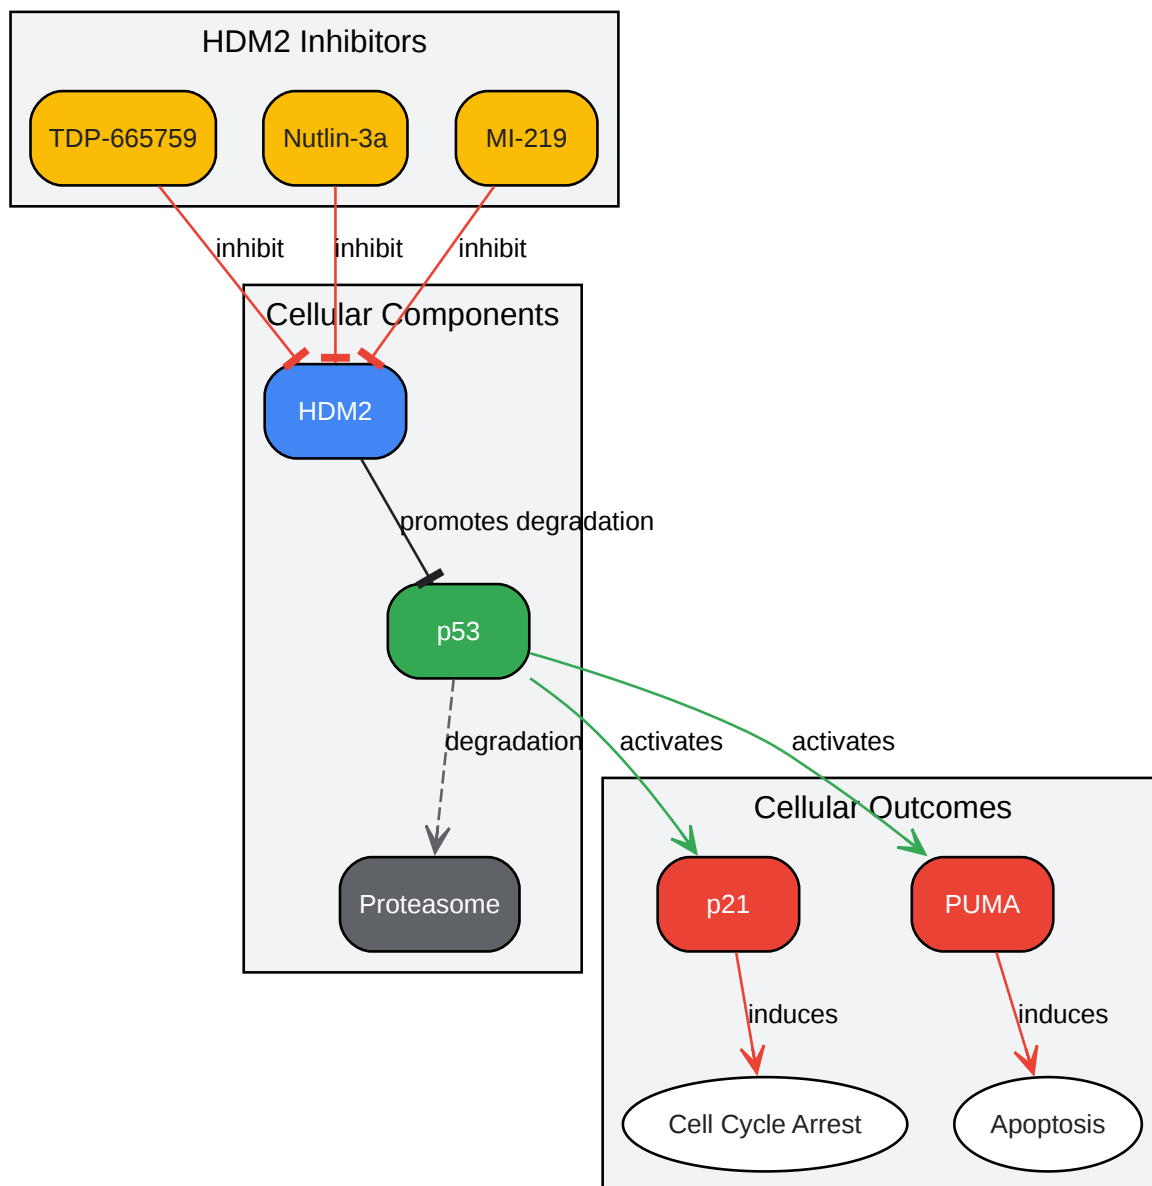 HDM2 Inhibitors
TDP-665759
Nutlin-3a
MI-219
inhibit
inhibit
inhibit
Cellular Components
HDM2
promotes degradation
p53
degradation
activates
activates
Cellular Outcomes
Proteasome
p21
PUMA
induces
induces
Cell Cycle Arrest
Apoptosis